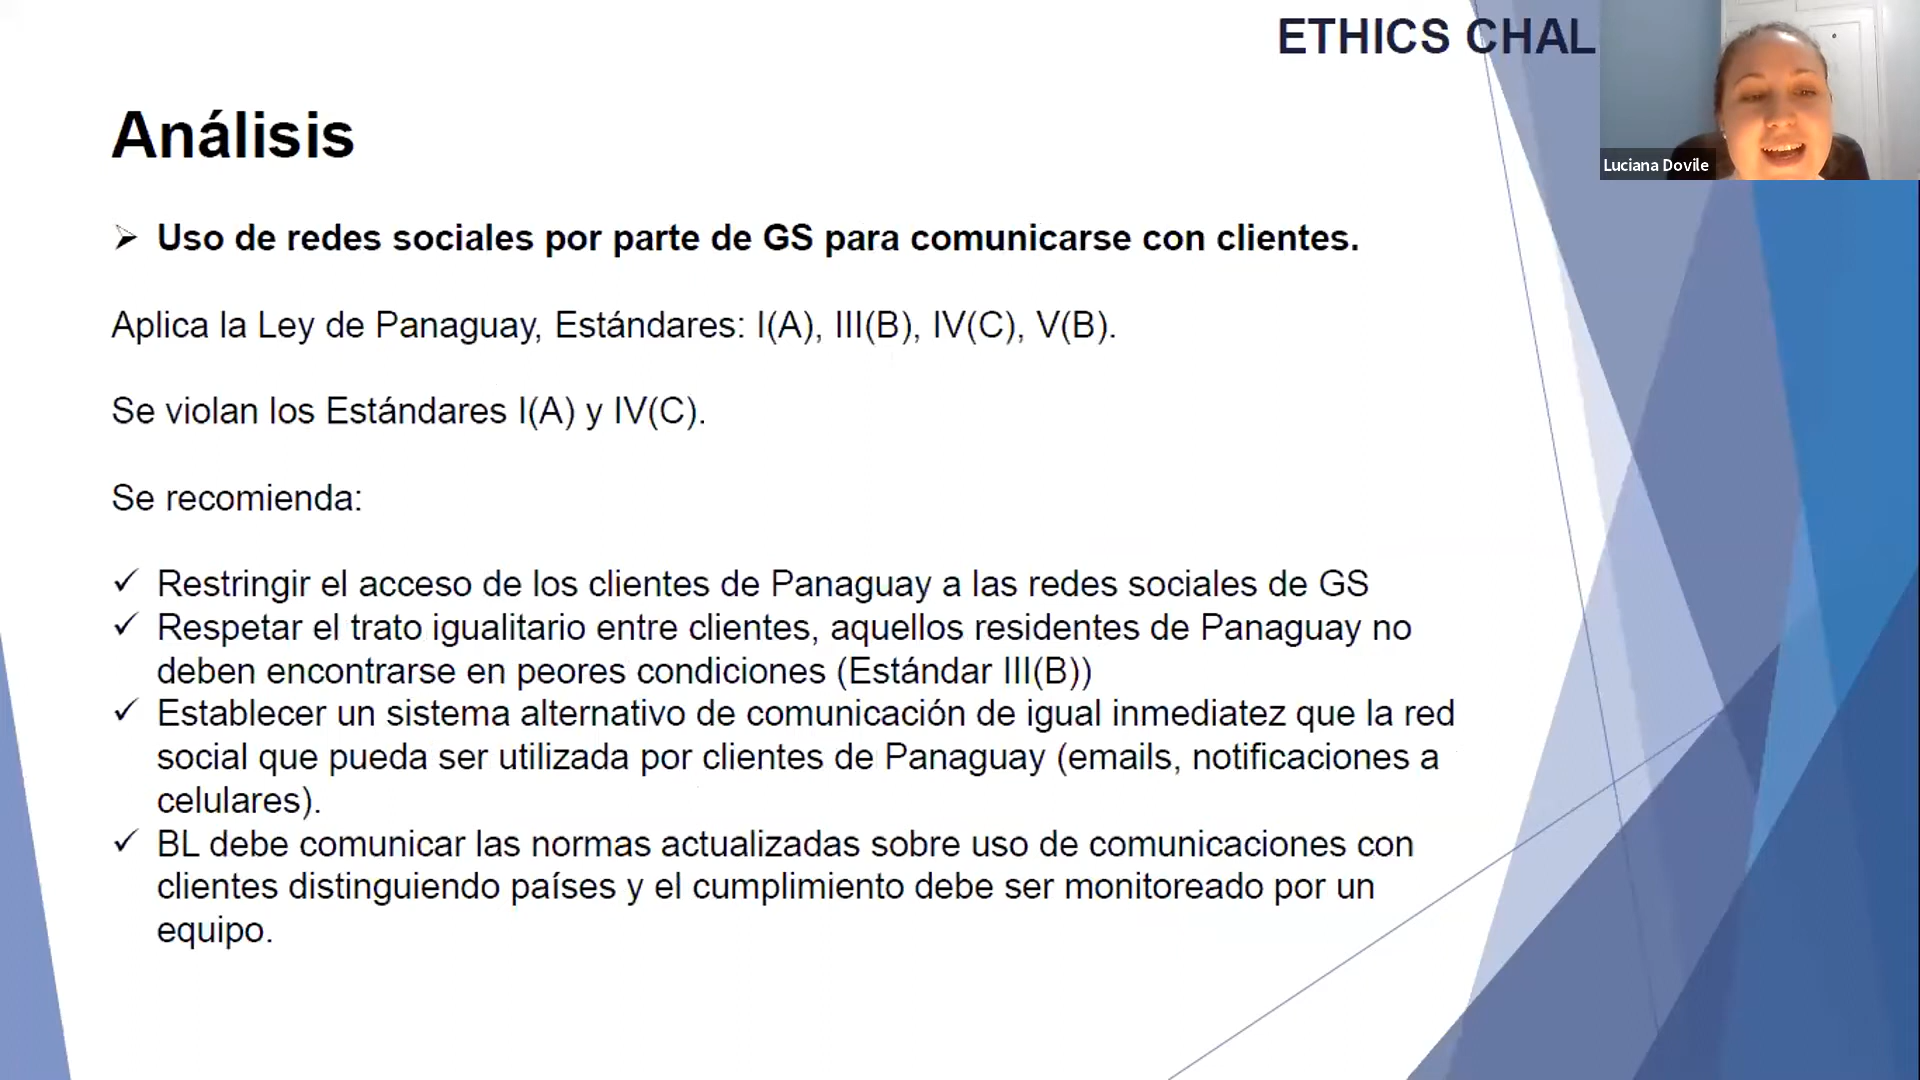 ETHICS CHAL
Luciana Dovile
Análisis
Uso de redes sociales por parte de GS para comunicarse con clientes.
Aplica la Ley de Panaguay, Estándares: I(A), III(B), IV(C), V(B).
Se violan los Estándares I(A) y IV(C).
Se recomienda:
Restringir el acceso de los clientes de Panaguay a las redes sociales de GS
Respetar el trato igualitario entre clientes, aquellos residentes de Panaguay no
deben encontrarse en peores condiciones (Estándar III(B))
Establecer un sistema alternativo de comunicación de igual inmediatez que la red
social que pueda ser utilizada por clientes de Panaguay (emails, notificaciones a
celulares).
BL debe comunicar las normas actualizadas sobre uso de comunicaciones con
clientes distinguiendo países y el cumplimiento debe ser monitoreado por un
equipo.